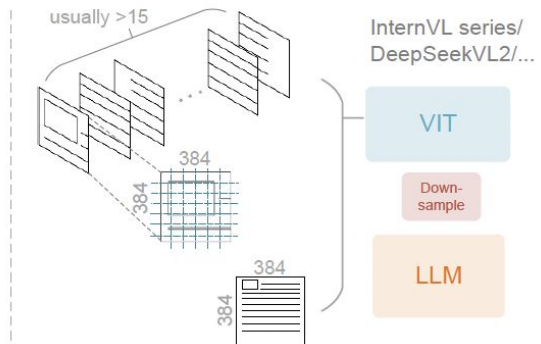 usually >15
InternVL series/
DeepSeekVL2/...
VIT
384
384
Down-
sample
LLM
384
384